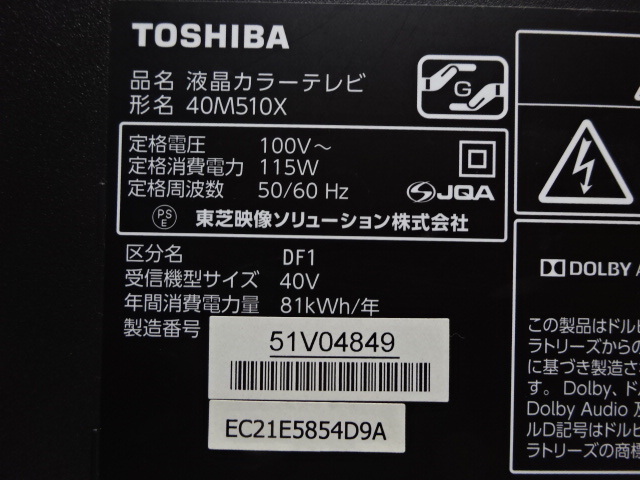 TOSHIBA
品名 液晶カラーテレビ
形名 40M510X
G
定格電圧 100V～
定格消費電力 115W
定格周波数 50/60 Hz
JQA
PS
E
東芝映像ソリューション株式会社
区分名 DF1
受信機型サイズ 40V
年間消費電力量 81kWh/年
製造番号
51V04849
EC21E5854D9A
DOLBY
この製品はドル
ラトリーズからの
に基づき製造さ
す。Dolby、ド
Dolby Audio 及
ルD記号はドル
ラトリーズの商標